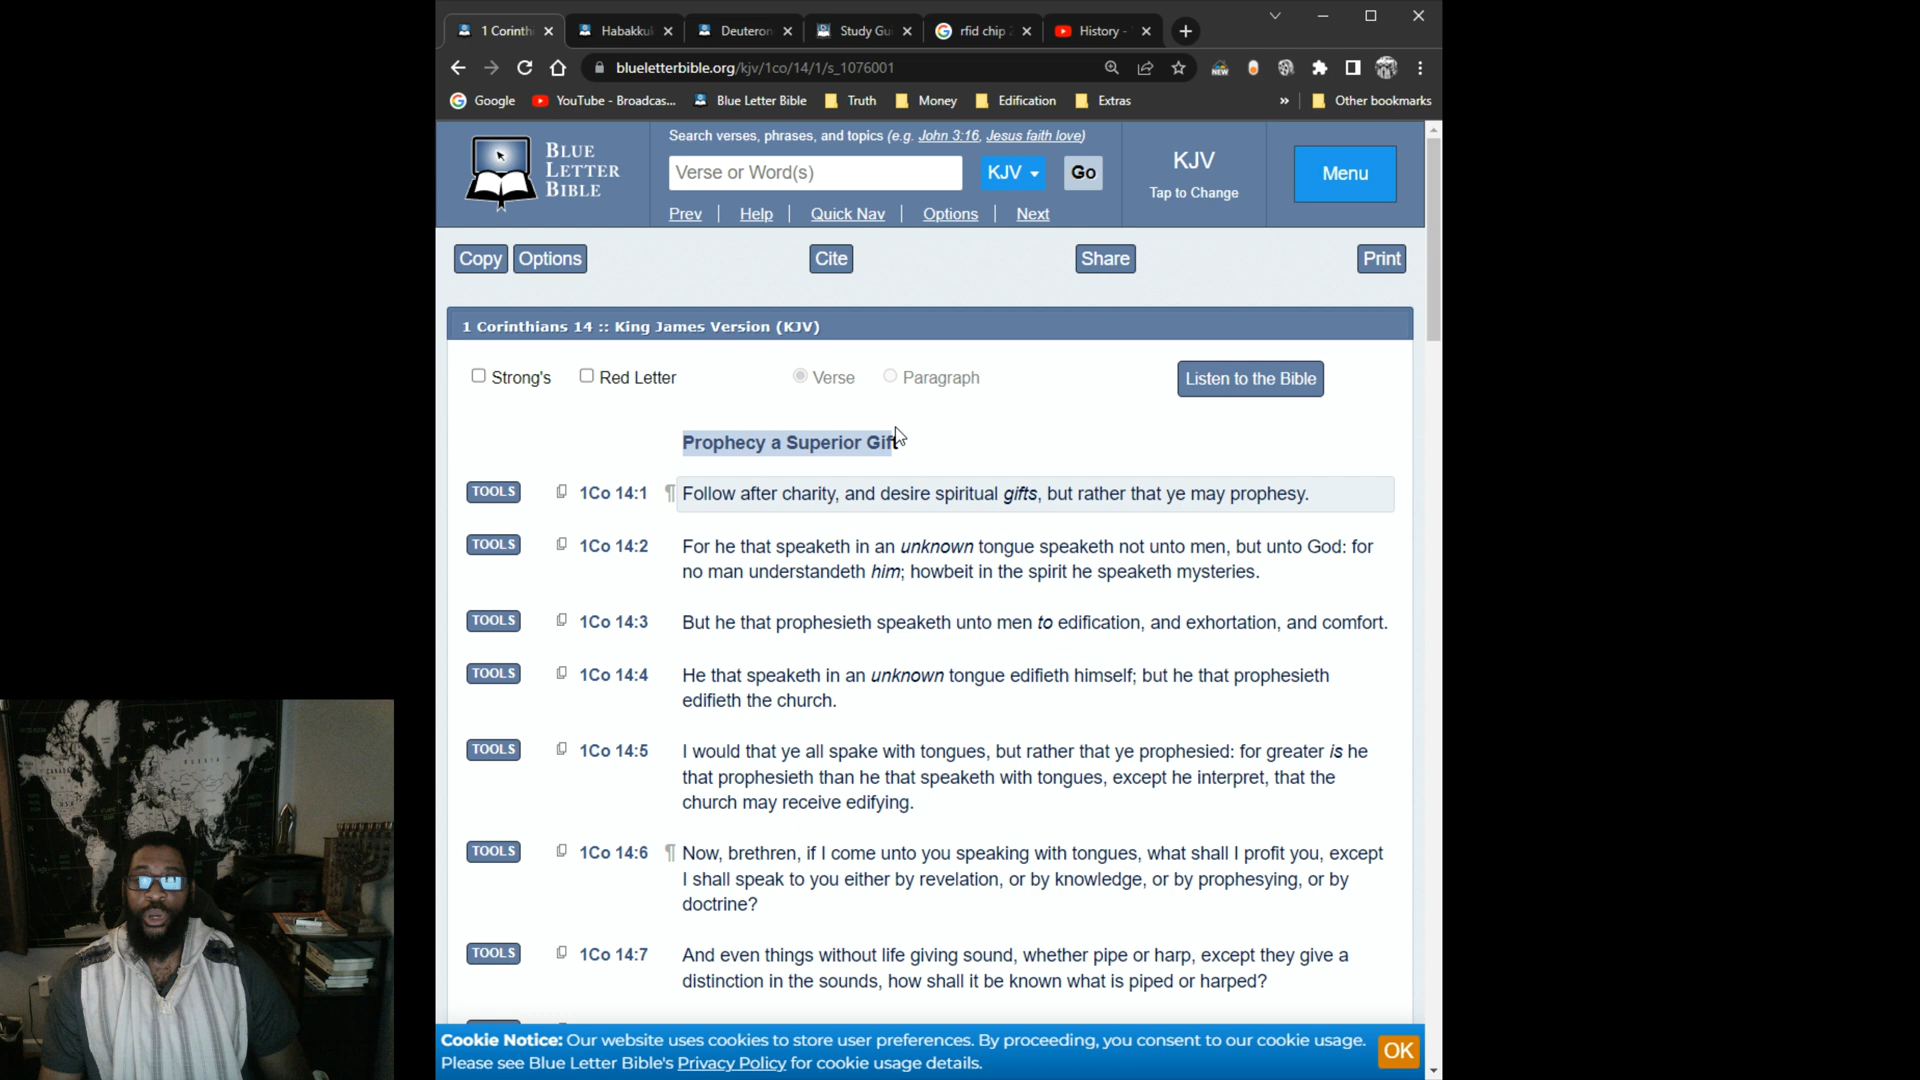 1 Corinth
Habakku
Deuteron
Study Gu
rfid chip
History -
blueletterbible.org/kjv/1co/14/1/s_1076001
NEW
Google
YouTube - Broadcas...
Blue Letter Bible
Truth
Money
Edification
Extras
»
Other bookmarks
BLUE
LETTER
BIBLE
Search verses, phrases, and topics (e.g. John 3:16, Jesus faith love)
Verse or Word(s)
KJV
Go
Prev | Help | Quick Nav | Options | Next
KJV
Tap to Change
Menu
Copy
Options
Cite
Share
Print
1 Corinthians 14 :: King James Version (KJV)
Strong's
Red Letter
Verse
Paragraph
Listen to the Bible
Prophecy a Superior Gift
TOOLS 1Co 14:1 ¶ Follow after charity, and desire spiritual gifts, but rather that ye may prophesy.
TOOLS 1Co 14:2 For he that speaketh in an unknown tongue speaketh not unto men, but unto God: for
no man understandeth him; howbeit in the spirit he speaketh mysteries.
TOOLS 1Co 14:3 But he that prophesieth speaketh unto men to edification, and exhortation, and comfort.
TOOLS 1Co 14:4 He that speaketh in an unknown tongue edifieth himself; but he that prophesieth
edifieth the church.
TOOLS 1Co 14:5 I would that ye all spake with tongues, but rather that ye prophesied: for greater is he
that prophesieth than he that speaketh with tongues, except he interpret, that the
church may receive edifying.
TOOLS 1Co 14:6 ¶ Now, brethren, if I come unto you speaking with tongues, what shall I profit you, except
I shall speak to you either by revelation, or by knowledge, or by prophesying, or by
doctrine?
TOOLS 1Co 14:7 And even things without life giving sound, whether pipe or harp, except they give a
distinction in the sounds, how shall it be known what is piped or harped?
Cookie Notice: Our website uses cookies to store user preferences. By proceeding, you consent to our cookie usage.
Please see Blue Letter Bible's Privacy Policy for cookie usage details.
OK
CANADA
RUSSIA